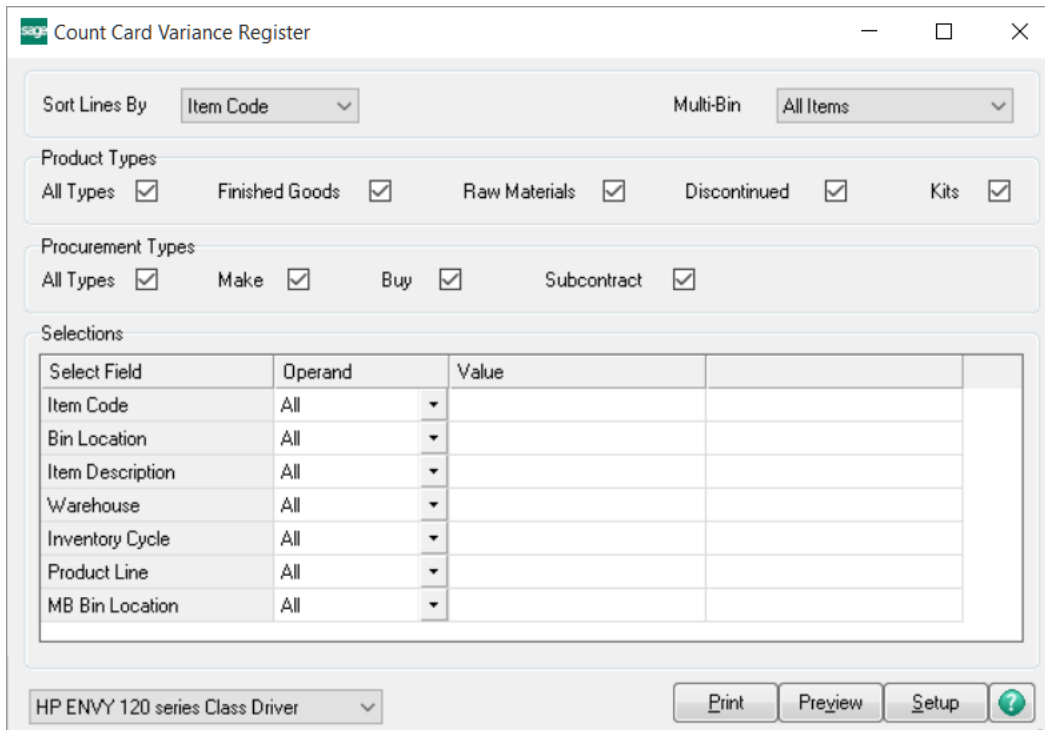 sage Count Card Variance Register
Sort Lines By Item Code Multi-Bin All Items
Product Types
All Types Finished Goods Raw Materials Discontinued Kits
Procurement Types
All Types Make Buy Subcontract
Selections
Select Field Operand Value
Item Code All
Bin Location All
Item Description All
Warehouse All
Inventory Cycle All
Product Line All
MB Bin Location All
HP ENVY 120 series Class Driver Print Preview Setup ?